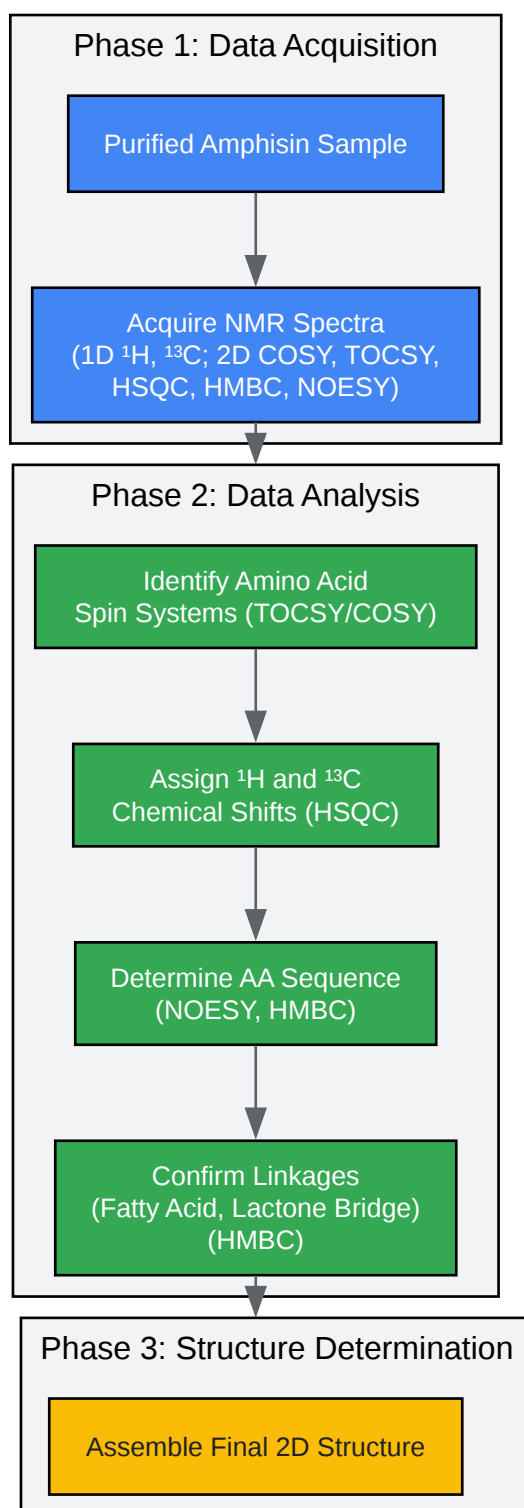 Phase 1: Data Acquisition
Purified Amphisin Sample
Acquire NMR Spectra
(1D ¹H, ¹³C; 2D COSY, TOCSY,
HSQC, HMBC, NOESY)
Phase 2: Data Analysis
Identify Amino Acid
Spin Systems (TOCSY/COSY)
Assign ¹H and ¹³C
Chemical Shifts (HSQC)
Determine AA Sequence
(NOESY, HMBC)
Confirm Linkages
(Fatty Acid, Lactone Bridge)
(HMBC)
Phase 3: Structure Determination
Assemble Final 2D Structure